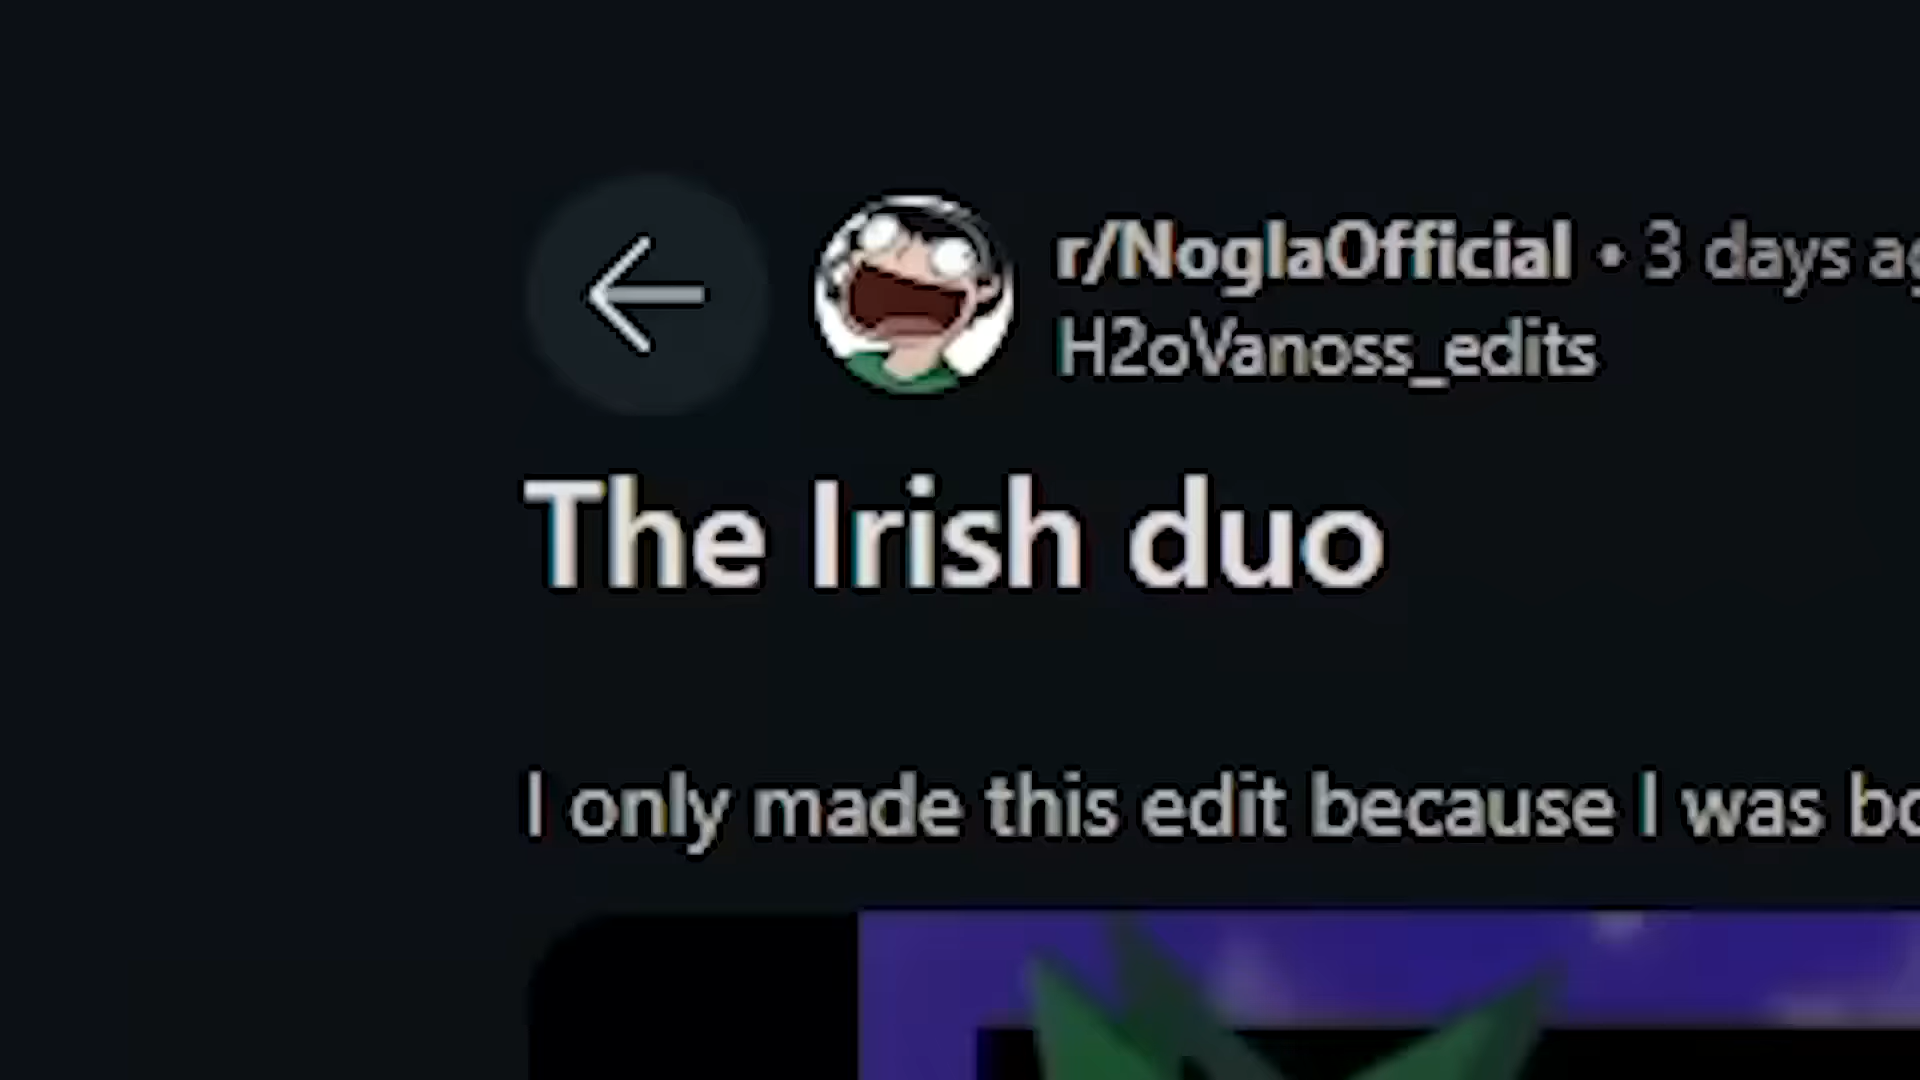 r/NoglaOfficial • 3 days
H2oVanoss_edits
The Irish duo
I only made this edit because I was